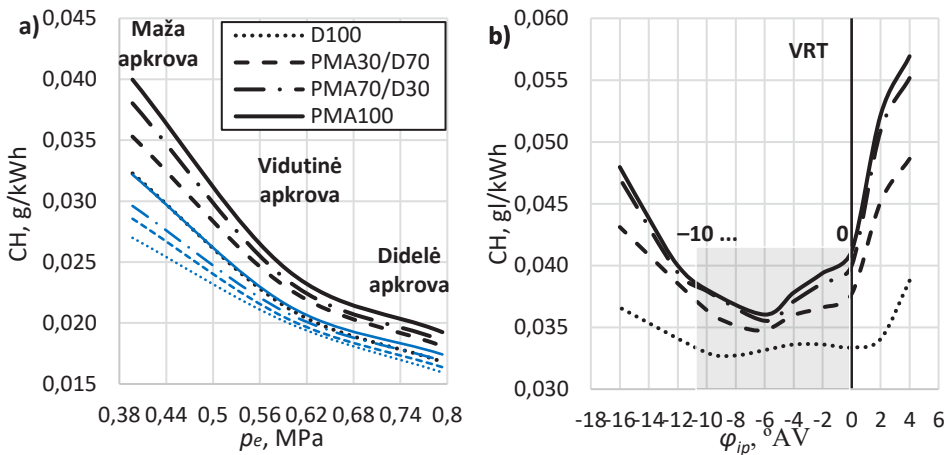 a)
Maža
apkrova
D100
PMA30/D70
PMA70/D30
PMA100
Vidutinė
apkrova
Didelė
apkrova
CH, g/kWh
0,040
0,035
0,030
0,025
0,020
0,015
0,38 0,44 0,5 0,56 0,62 0,68 0,74 0,8
pe, MPa
b)
VRT
−10 ... 0
CH, gl/kWh
0,060
0,055
0,050
0,045
0,040
0,035
0,030
-18 -16 -14 -12 -10 -8 -6 -4 -2 0 2 4 6
φip, °AV